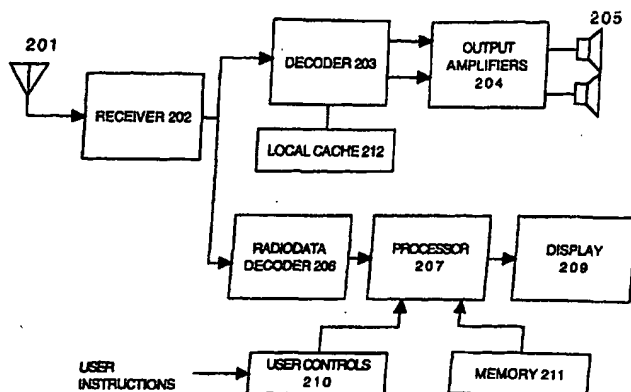 201
205
DECODER 203
OUTPUT
AMPLIFIERS
204
RECEIVER 202
LOCAL CACHE 212
RADIODATA
DECODER 206
PROCESSOR
207
DISPLAY
209
USER
INSTRUCTIONS
USER CONTROLS
210
MEMORY 211